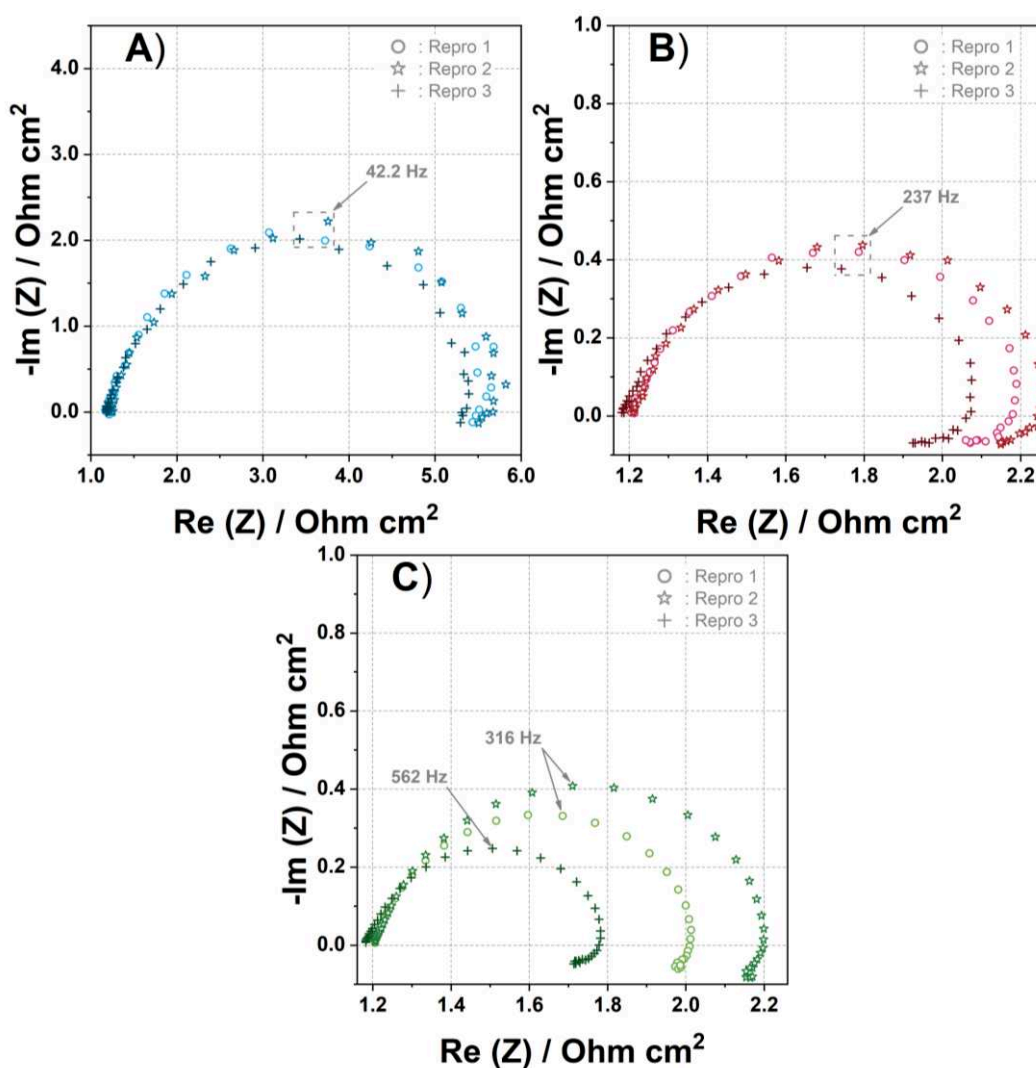 A)
○ : Repro 1
☆ : Repro 2
+ : Repro 3
42.2 Hz
4.0
3.0
2.0
1.0
0.0
-Im (Z) / Ohm cm²
1.0 2.0 3.0 4.0 5.0 6.0
Re (Z) / Ohm cm²
B)
○ : Repro 1
☆ : Repro 2
+ : Repro 3
237 Hz
1.0
0.8
0.6
0.4
0.2
0.0
-Im (Z) / Ohm cm²
1.2 1.4 1.6 1.8 2.0 2.2
Re (Z) / Ohm cm²
C)
○ : Repro 1
☆ : Repro 2
+ : Repro 3
316 Hz
562 Hz
1.0
0.8
0.6
0.4
0.2
0.0
-Im (Z) / Ohm cm²
1.2 1.4 1.6 1.8 2.0 2.2
Re (Z) / Ohm cm²